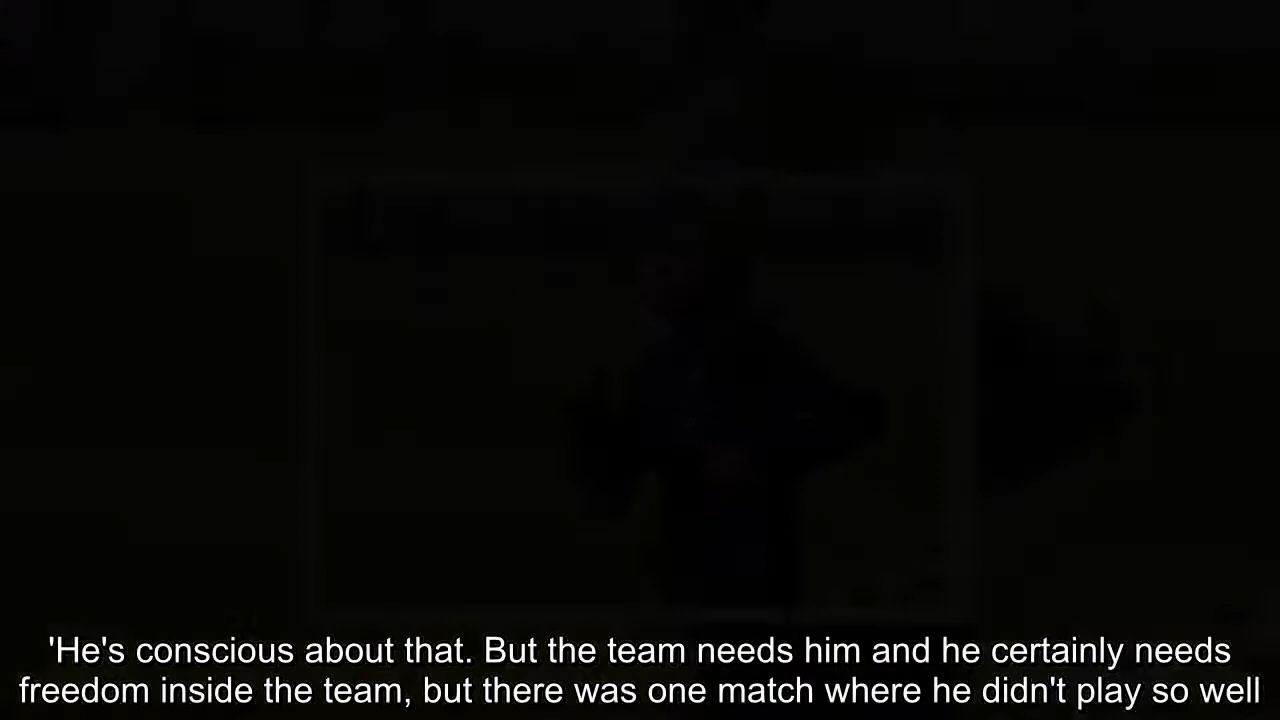 'He's conscious about that. But the team needs him and he certainly needs
freedom inside the team, but there was one match where he didn't play so well